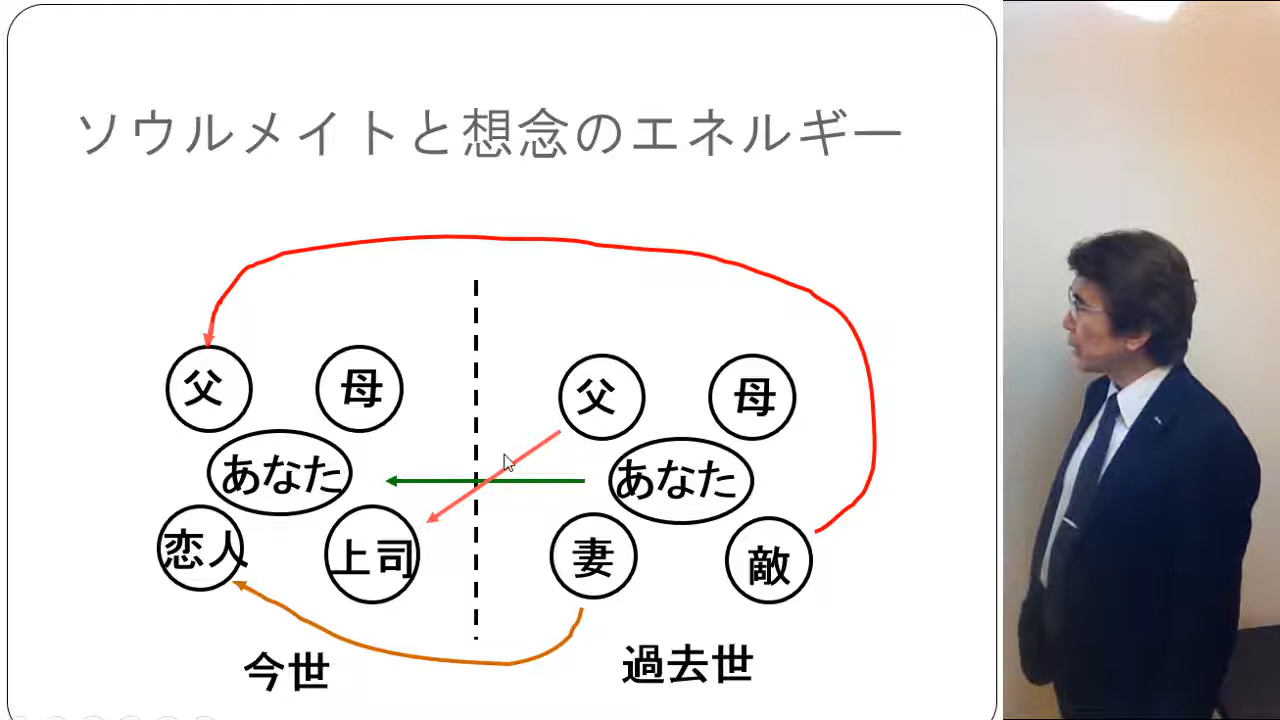 ソウルメイトと想念のエネルギー
父
母
あなた
恋人
上司
今世
父
母
あなた
妻
敵
過去世